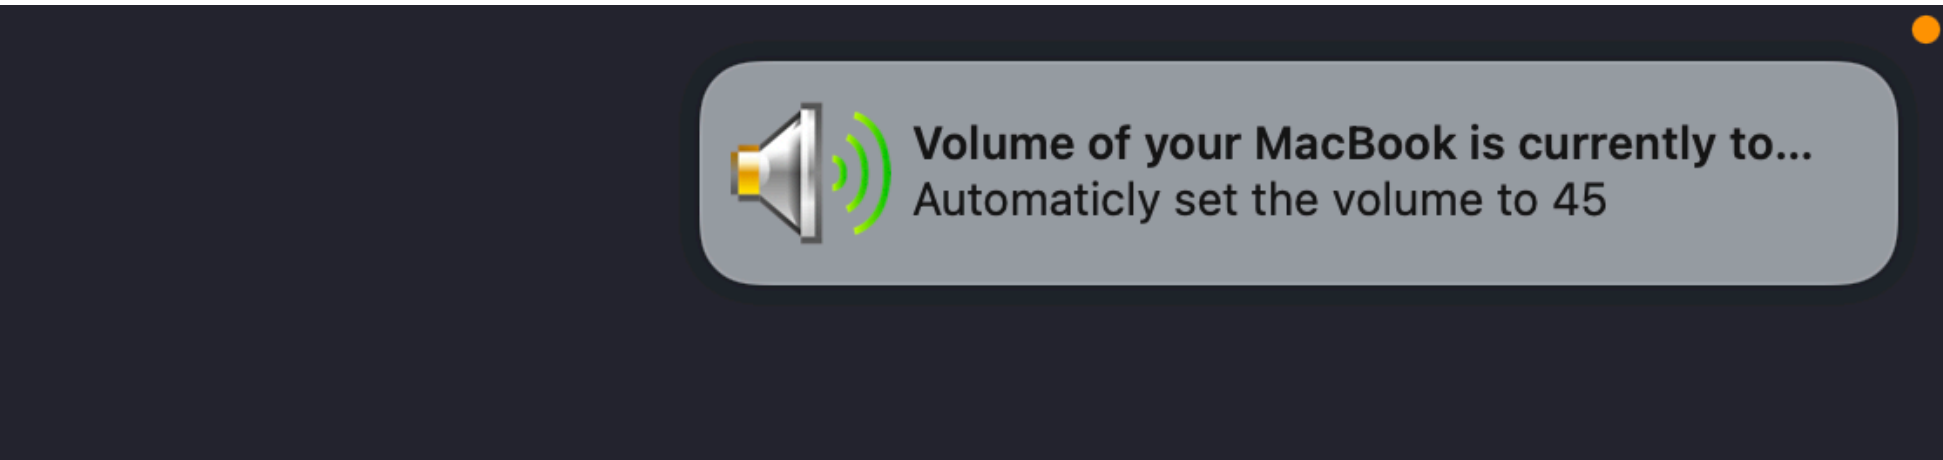 Volume of your MacBook is currently to...
Automaticly set the volume to 45